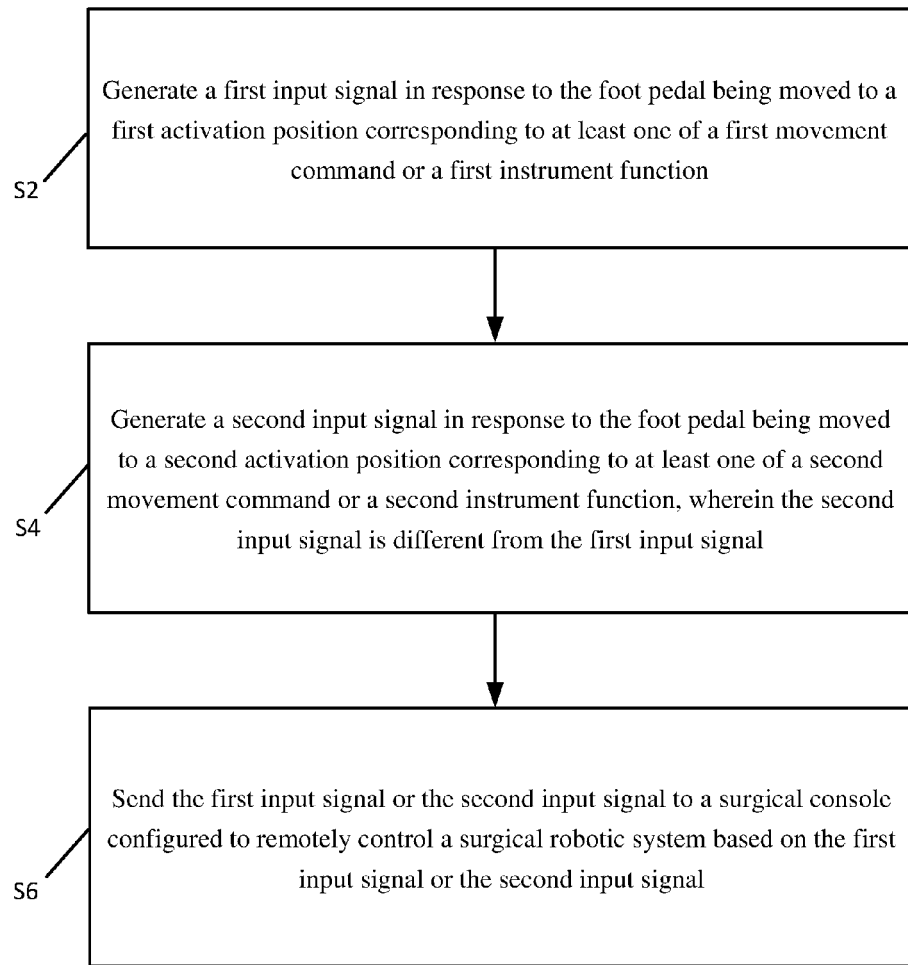 Generate a first input signal in response to the foot pedal being moved to a
first activation position corresponding to at least one of a first movement
command or a first instrument function
S2
Generate a second input signal in response to the foot pedal being moved
to a second activation position corresponding to at least one of a second
movement command or a second instrument function, wherein the second
input signal is different from the first input signal
S4
Send the first input signal or the second input signal to a surgical console
configured to remotely control a surgical robotic system based on the first
input signal or the second input signal
S6